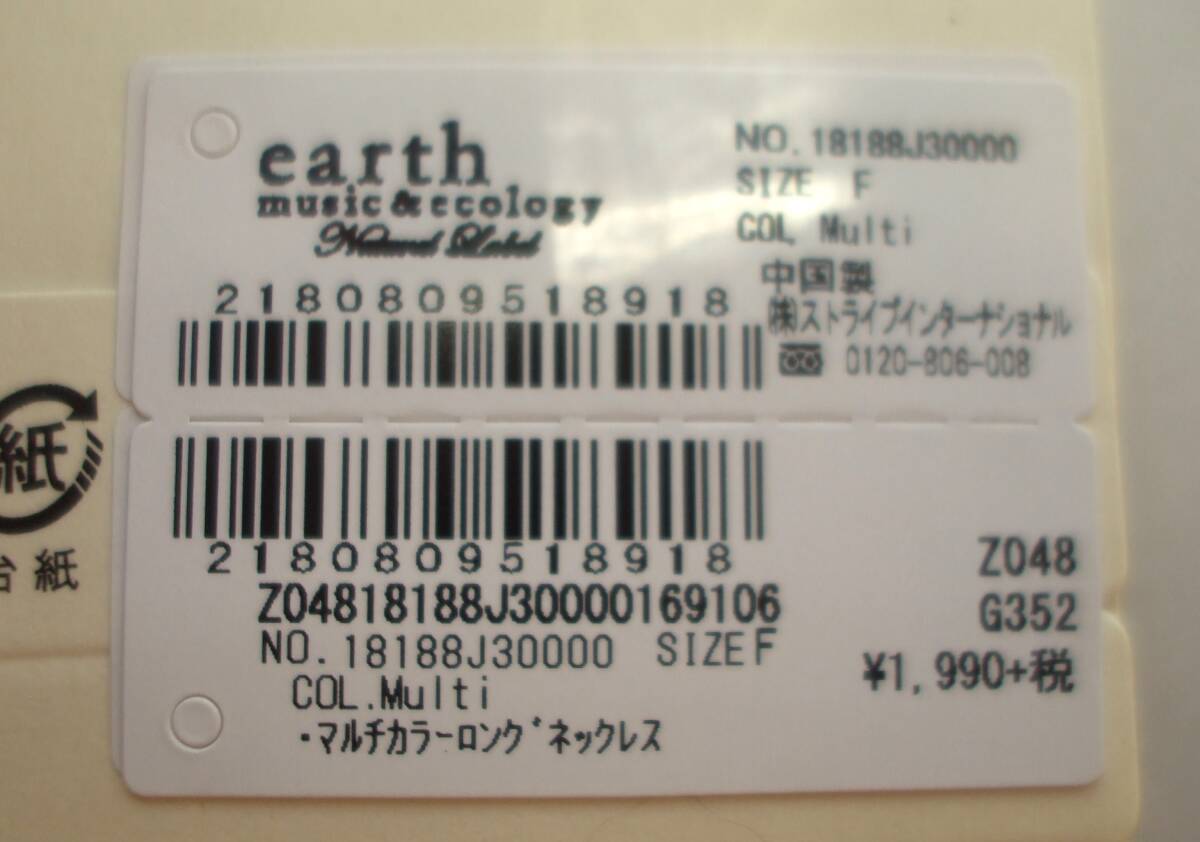 earth
music & ecology
Natural Label
NO. 18188J30000
SIZE F
COL Multi
中国製
㈱ストライプインターナショナル
0120-806-008
2180809518918
2180809518918
Z04818188J30000169106
NO. 18188J30000 SIZE F
COL.Multi
・マルチカラーロングネックレス
Z048
G352
¥1,990+税
紙
台紙